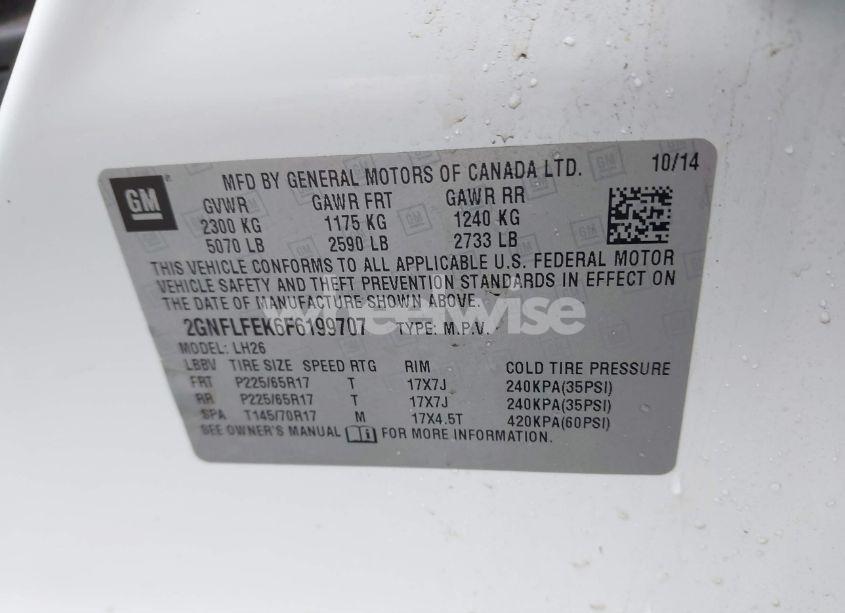 GM
MFD BY GENERAL MOTORS OF CANADA LTD. 10/14
GVWR GAWR FRT GAWR RR
2300 KG 1175 KG 1240 KG
5070 LB 2590 LB 2733 LB
THIS VEHICLE CONFORMS TO ALL APPLICABLE U.S. FEDERAL MOTOR
VEHICLE SAFETY AND THEFT PREVENTION STANDARDS IN EFFECT ON
THE DATE OF MANUFACTURE SHOWN ABOVE.
wheelwise
2GNFLFEK6F6199707 TYPE: M.P.V.
MODEL: LH26
LBBV TIRE SIZE SPEED RTG RIM COLD TIRE PRESSURE
FRT P225/65R17 T 17X7J 240KPA(35PSI)
RR P225/65R17 T 17X7J 240KPA(35PSI)
SPA T145/70R17 M 17X4.5T 420KPA(60PSI)
SEE OWNER'S MANUAL FOR MORE INFORMATION.